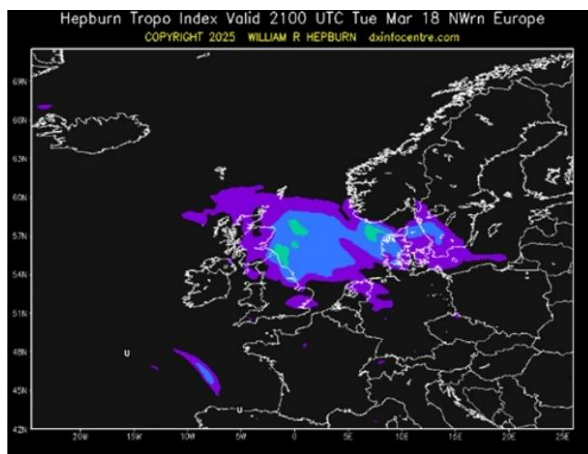 Hepburn Tropo Index Valid 2100 UTC Tue Mar 18 NWrn Europe
COPYRIGHT 2025 WILLIAM R HEPBURN dxinfocentre.com
69N
66N
63N
60N
57N
54N
51N
48N
U
45N
U
42N
20W 15W 10W 5W 0 5E 10E 15E 20E 25E